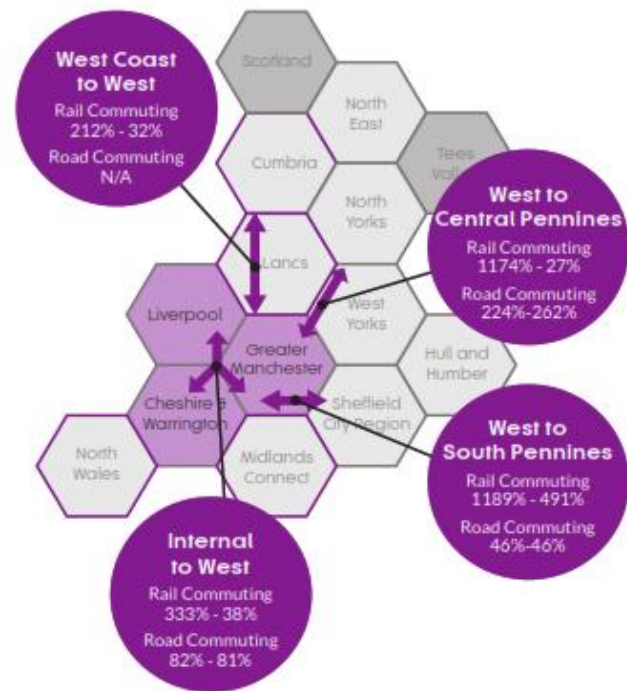 West Coast
to West
Rail Commuting
212% - 32%
Road Commuting
N/A
Scotland
North
East
Cumbria
Tees
North
Yorks
West to
Central Pennines
Rail Commuting
1174% - 27%
Road Commuting
224%-262%
Lancs
Liverpool
West
Yorks
Greater
Manchester
Hull and
Humber
Cheshire &
Warrington
Sheffield
City Region
North
Wales
Midlands
Connect
West to
South Pennines
Rail Commuting
1189% - 491%
Road Commuting
46%-46%
Internal
to West
Rail Commuting
333% - 38%
Road Commuting
82% - 81%